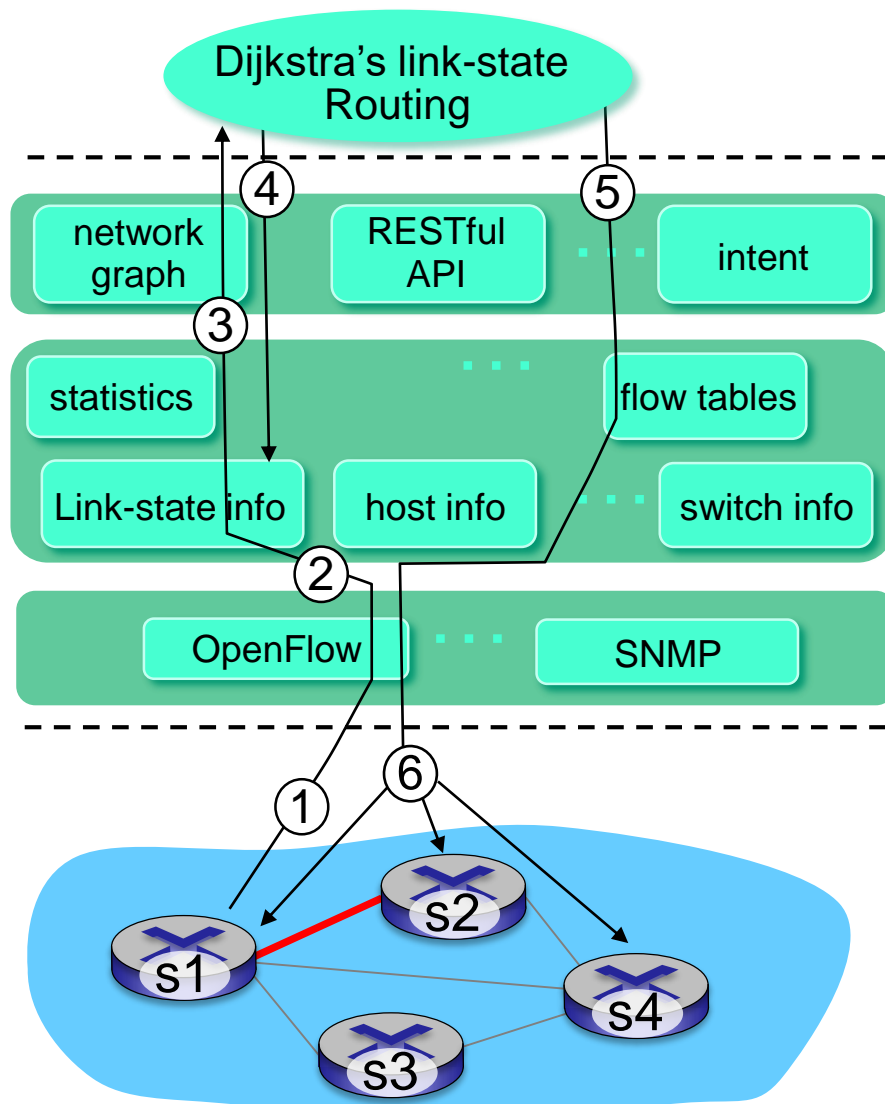 Dijkstra's link-state
Routing
4
5
network
graph
RESTful
API
intent
3
statistics
flow tables
Link-state info
host info
switch info
2
OpenFlow
SNMP
1
6
s2
s1
s4
s3